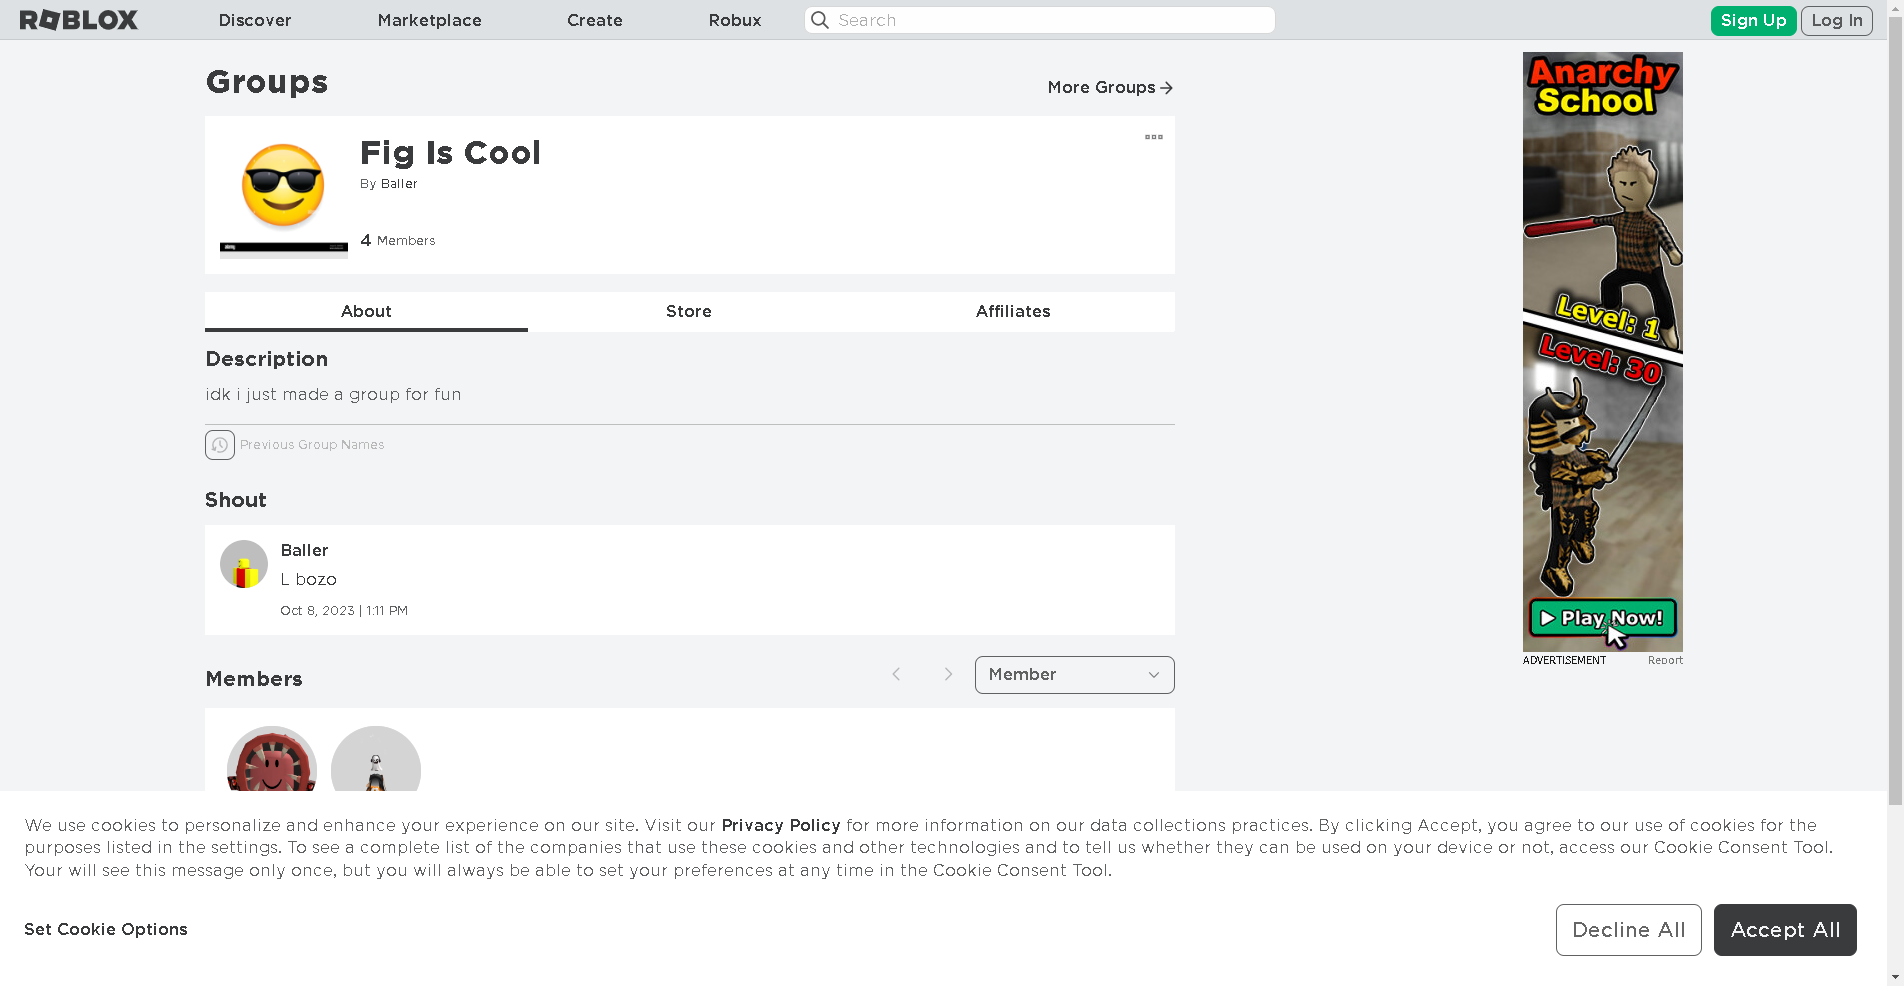 ROBLOX
Discover
Marketplace
Create
Robux
Search
Sign Up
Log In
Groups
More Groups
Fig Is Cool
By Baller
4 Members
About
Store
Affiliates
Description
idk i just made a group for fun
Previous Group Names
Shout
Baller
L bozo
Oct 8, 2023 | 1:11 PM
Members
Member
Anarchy
School
Level: 1
Level: 30
Play Now!
ADVERTISEMENT
Report
We use cookies to personalize and enhance your experience on our site. Visit our Privacy Policy for more information on our data collections practices. By clicking Accept, you agree to our use of cookies for the
purposes listed in the settings. To see a complete list of the companies that use these cookies and other technologies and to tell us whether they can be used on your device or not, access our Cookie Consent Tool.
Your will see this message only once, but you will always be able to set your preferences at any time in the Cookie Consent Tool.
Set Cookie Options
Decline All
Accept All